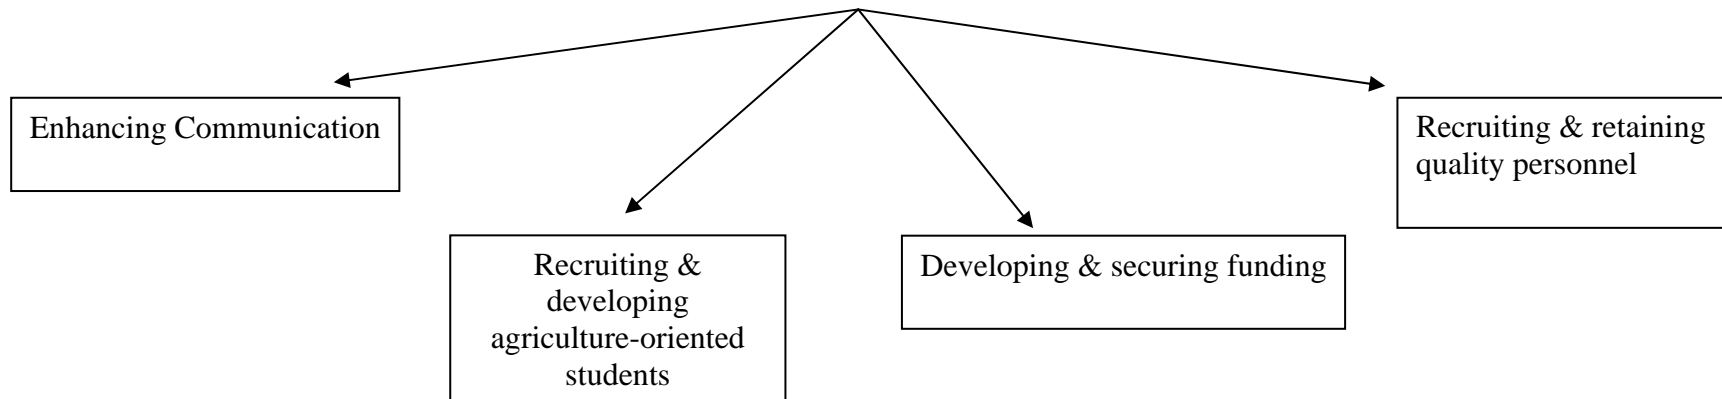 Enhancing Communication
Recruiting &
developing
agriculture-oriented
students
Developing & securing funding
Recruiting & retaining
quality personnel